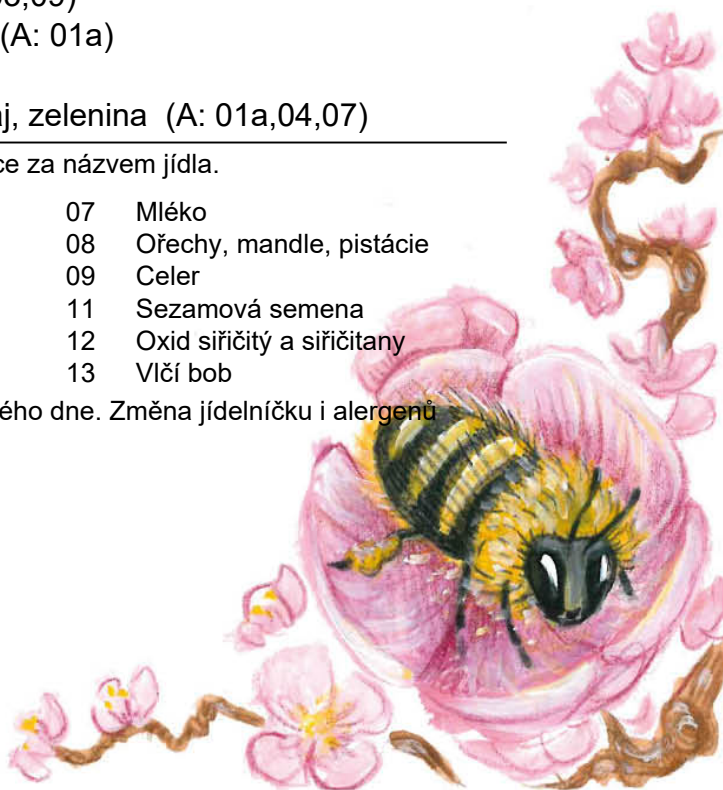 (A: 01a)
zelenina (A: 01a,04,07)
za názvem jídla.
07 Mléko
08 Ořechy, mandle, pistácie
09 Celer
11 Sezamová semena
12 Oxid siřičitý a siřičitany
13 Vlčí bob
dne. Změna jídelníčku i alergenů